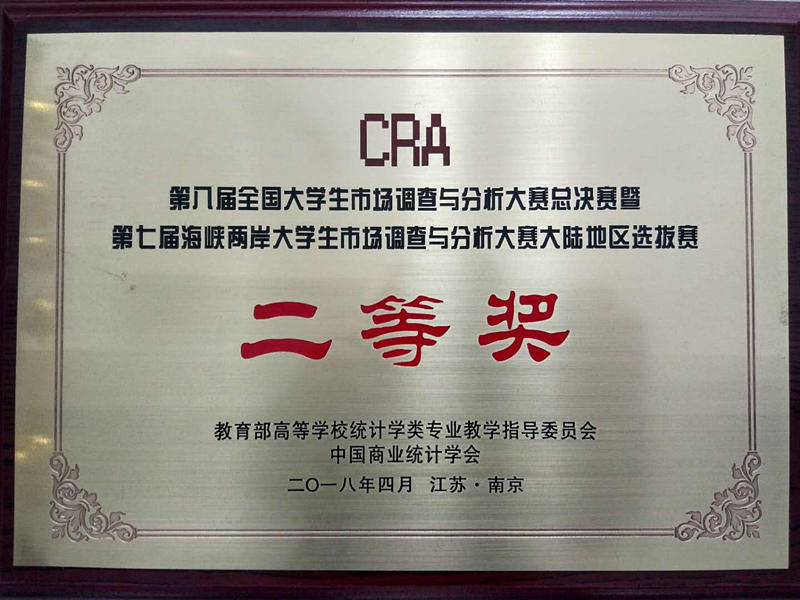 CRA
第八届全国大学生市场调查与分析大赛总决赛暨
第七届海峡两岸大学生市场调查与分析大赛大陆地区选拔赛
二等奖
教育部高等学校统计学类专业教学指导委员会
中国商业统计学会
二〇一八年四月 江苏·南京